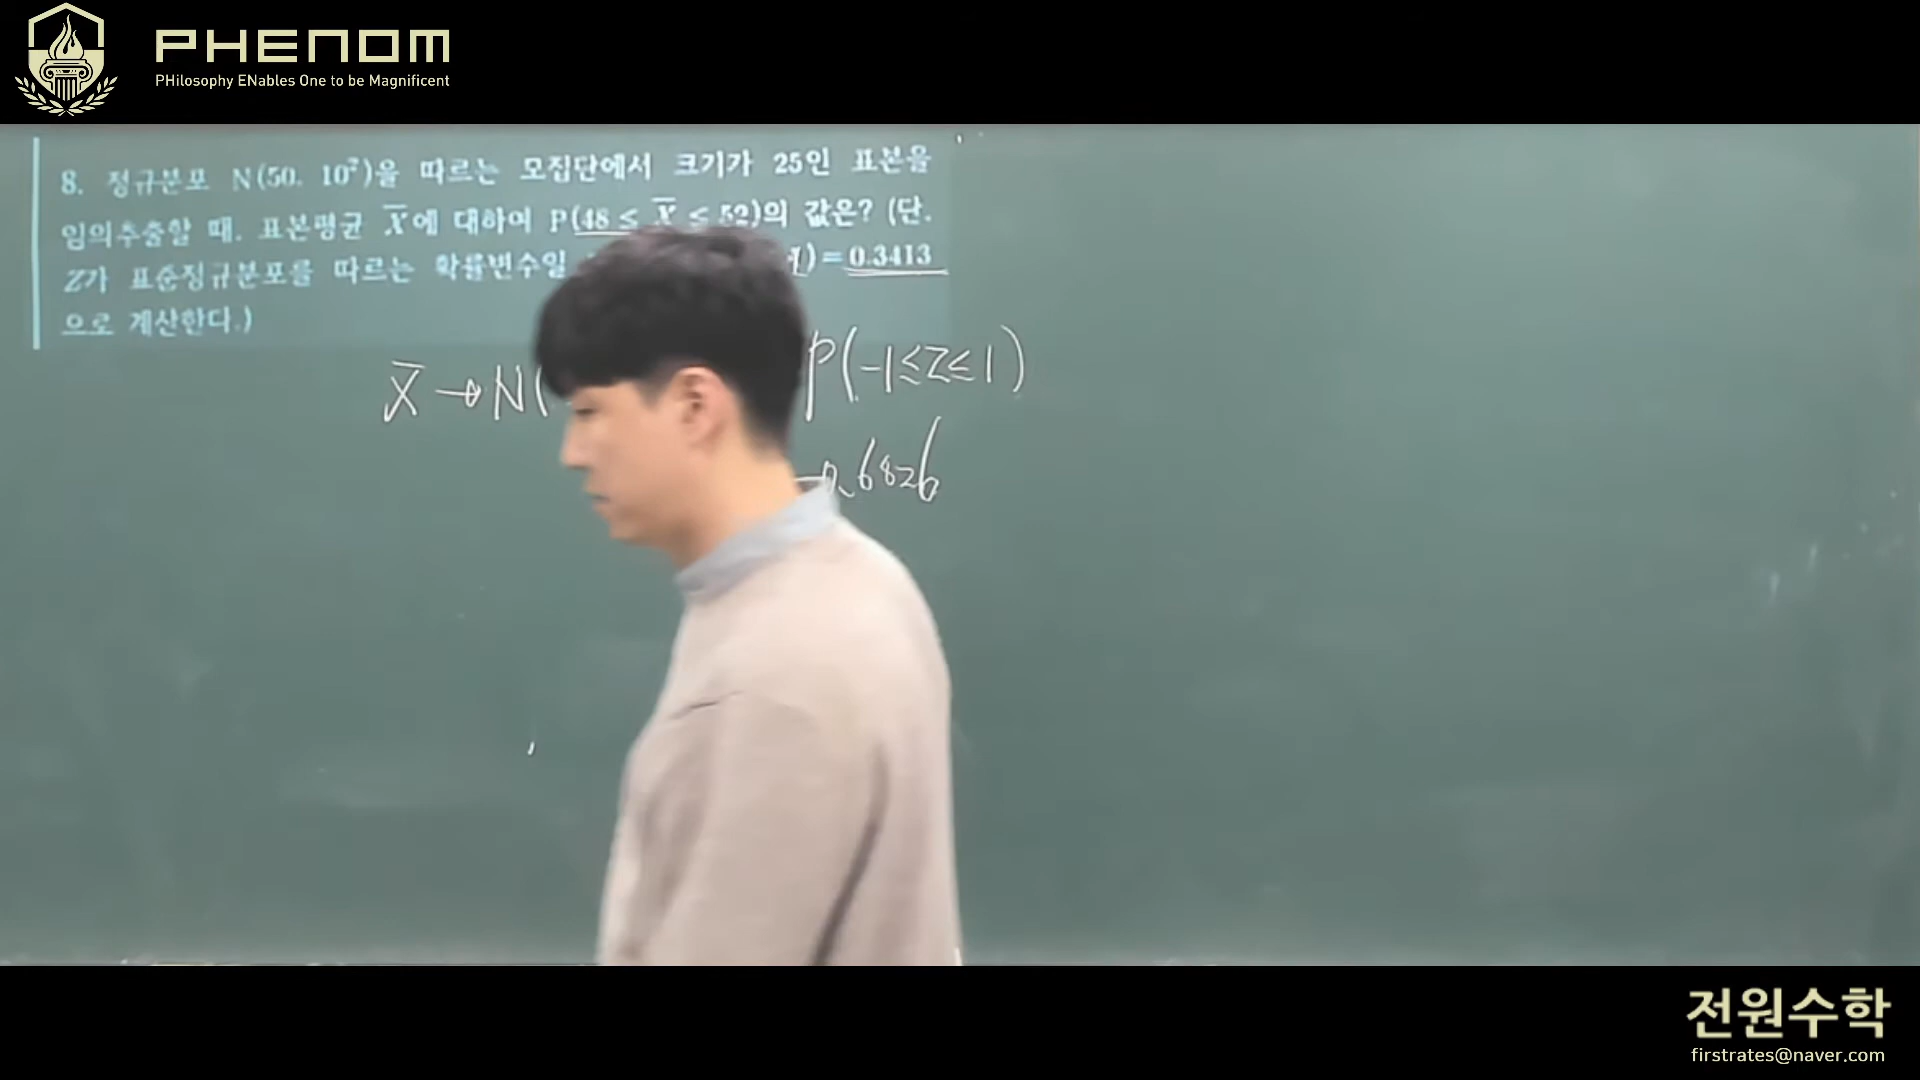 PHENOM
PHilosophy ENables One to be Magnificent
8. 정규분포 N(50, 10²)을 따르는 모집단에서 크기가 25인 표본을
임의추출할 때, 표본평균 X̄에 대하여 P(48 ≤ X̄ ≤ 52)의 값은? (단,
Z가 표준정규분포를 따르는 확률변수일 )=0.3413
으로 계산한다.)
X̄ → N( P(-1≤Z≤1)
0.6826
전원수학
firstrates@naver.com